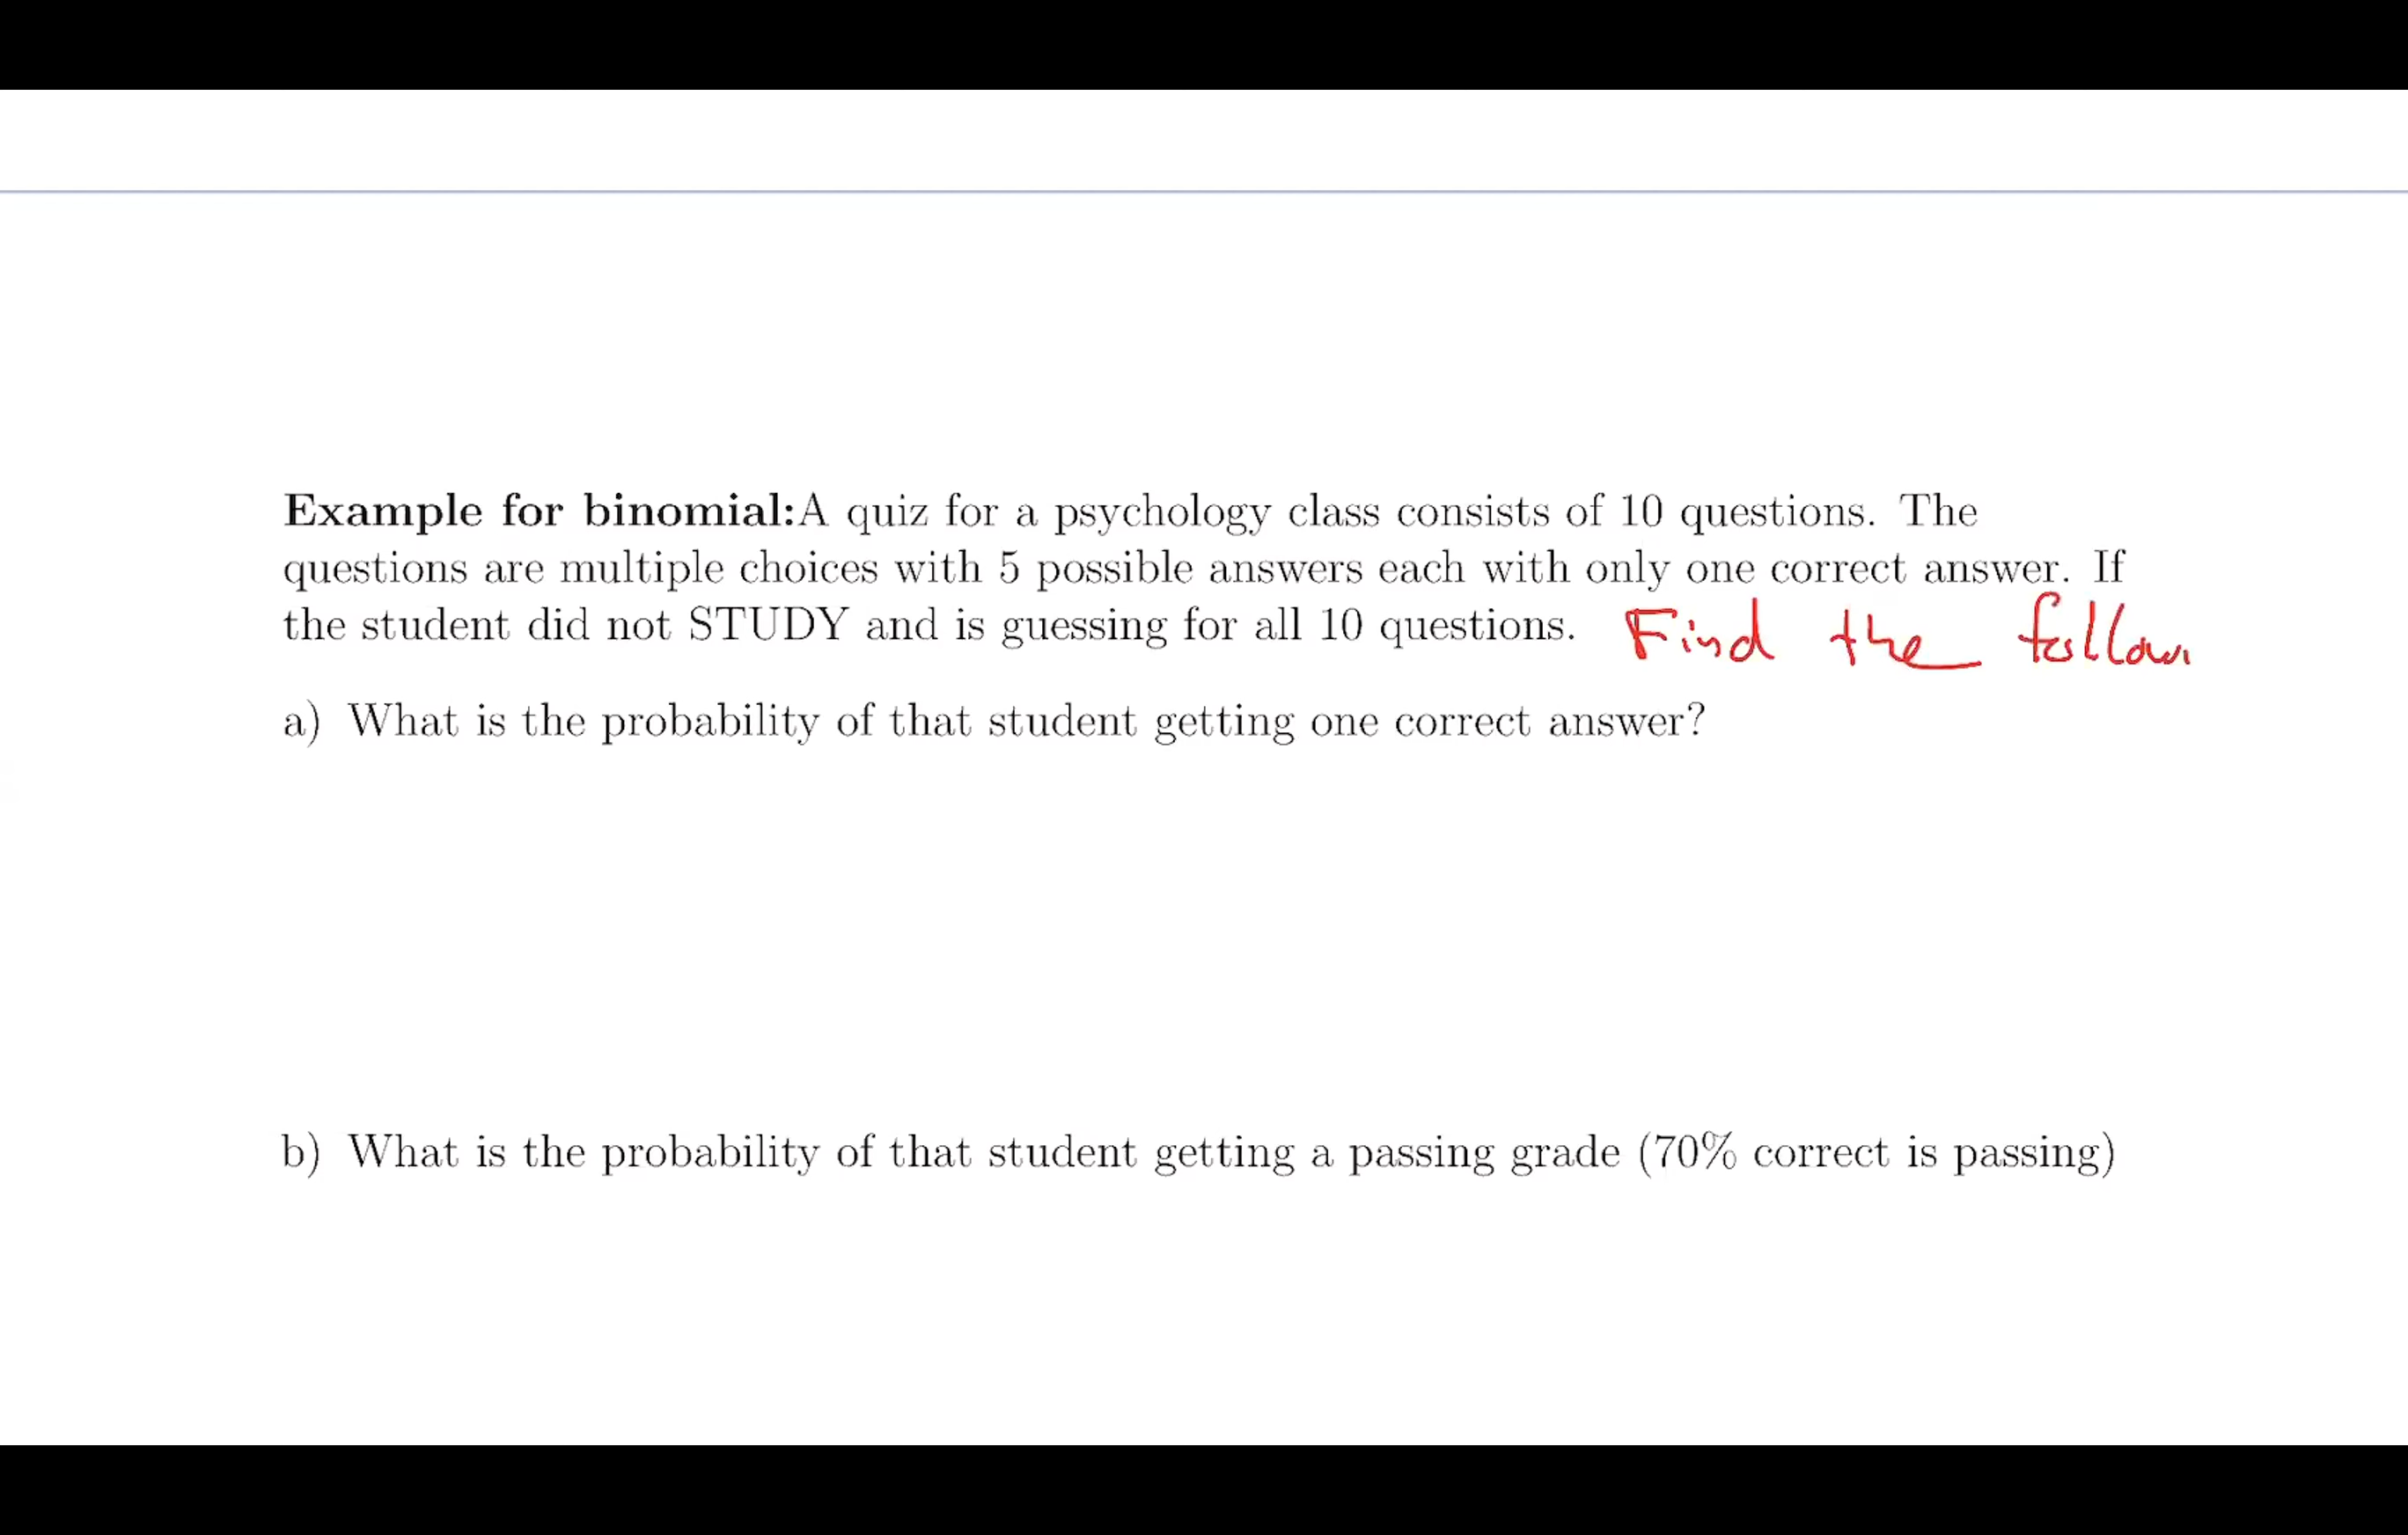 Example for binomial:A quiz for a psychology class consists of 10 questions. The
questions are multiple choices with 5 possible answers each with only one correct answer. If
the student did not STUDY and is guessing for all 10 questions. Find the follow
a) What is the probability of that student getting one correct answer?
b) What is the probability of that student getting a passing grade (70% correct is passing)